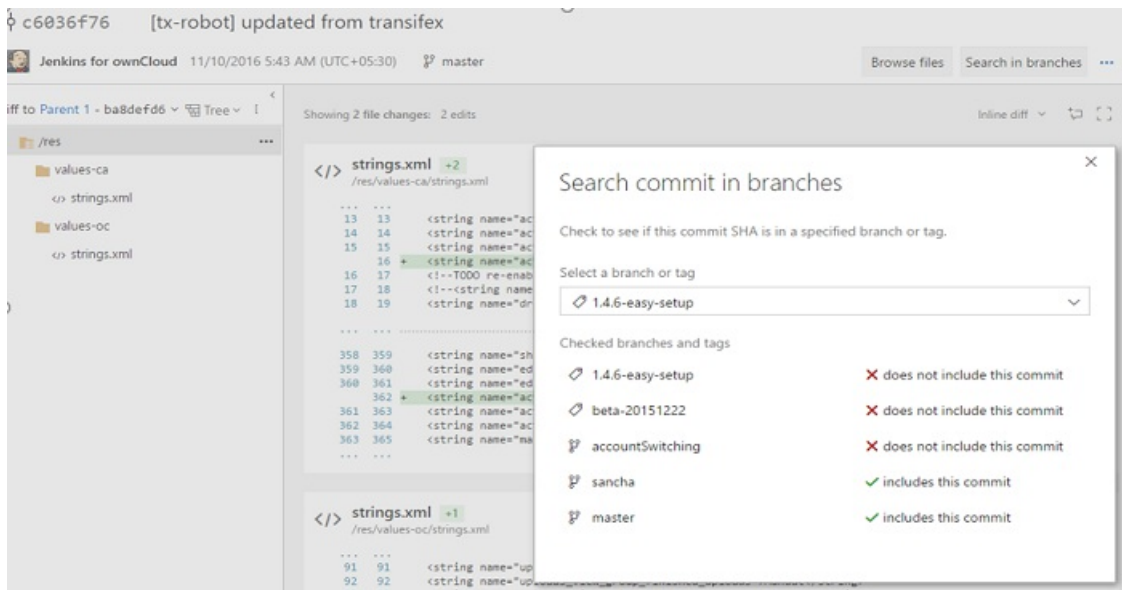 c6036f76 [tx-robot] updated from transifex
Jenkins for ownCloud 11/10/2016 5:43 AM (UTC+05:30) master Browse files Search in branches ...
iff to Parent 1 - ba8defd6 Tree
Showing 2 file changes: 2 edits Inline diff
/res ...
values-ca
strings.xml
values-oc
strings.xml
</> strings.xml +2
/res/values-ca/strings.xml
... ...
13 13 <string name="ac
14 14 <string name="ac
15 15 <string name="ac
16 + <string name="ac
16 17 <!--TODO re-enab
17 18 <!--<string name
18 19 <string name="dr
... ...
358 359 <string name="sh
359 360 <string name="ed
360 361 <string name="ed
362 + <string name="ac
361 363 <string name="ac
362 364 <string name="ac
363 365 <string name="ma
... ...
</> strings.xml +1
/res/values-oc/strings.xml
... ...
91 91 <string name="up
92 92 <string name="up
Search commit in branches
Check to see if this commit SHA is in a specified branch or tag.
Select a branch or tag
1.4.6-easy-setup
Checked branches and tags
1.4.6-easy-setup does not include this commit
beta-20151222 does not include this commit
accountSwitching does not include this commit
sancha includes this commit
master includes this commit